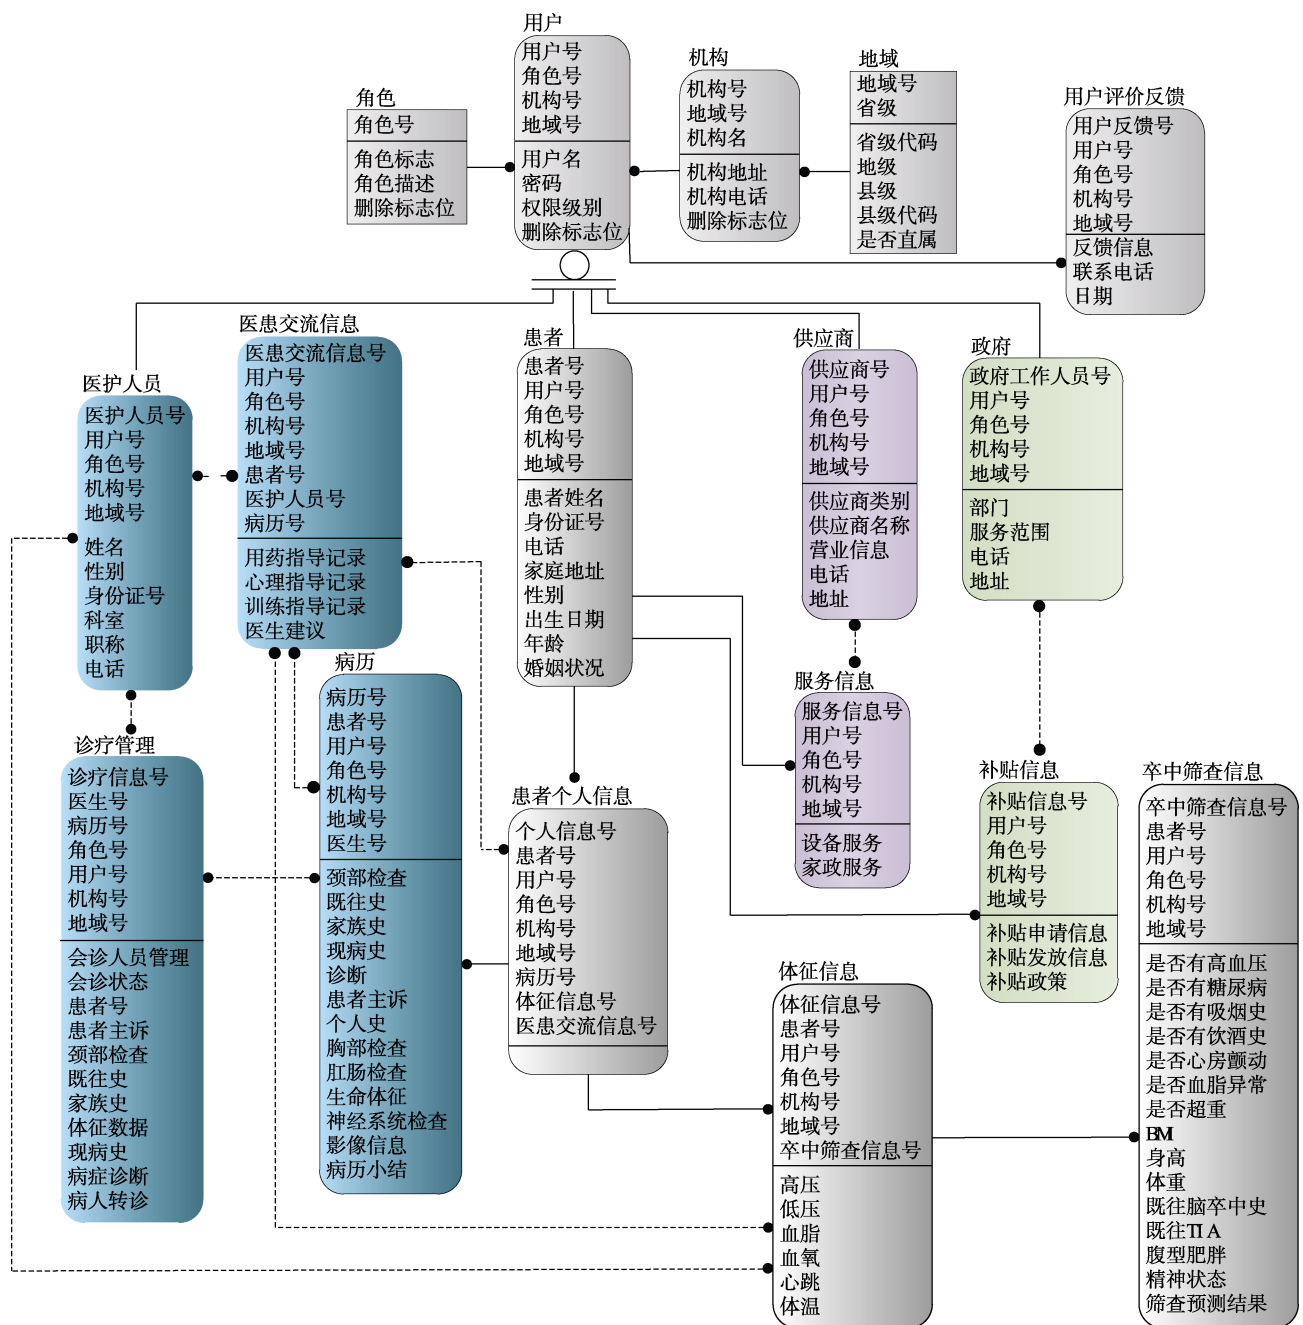 用户
用户号
角色号
机构号
地域号
用户名
密码
权限级别
删除标志位
角色
角色号
角色标志
角色描述
删除标志位
机构
机构号
地域号
机构名
机构地址
机构电话
删除标志位
地域
地域号
省级
省级代码
地级
县级
县级代码
是否直属
用户评价反馈
用户反馈号
用户号
角色号
机构号
地域号
反馈信息
联系电话
日期
医护人员
医护人员号
用户号
角色号
机构号
地域号
姓名
性别
身份证号
科室
职称
电话
医患交流信息
医患交流信息号
用户号
角色号
机构号
地域号
患者号
医护人员号
病历号
用药指导记录
心理指导记录
训练指导记录
医生建议
患者
患者号
用户号
角色号
机构号
地域号
患者姓名
身份证号
电话
家庭地址
性别
出生日期
年龄
婚姻状况
供应商
供应商号
用户号
角色号
机构号
地域号
供应商类别
供应商名称
营业信息
电话
地址
政府
政府工作人员号
用户号
角色号
机构号
地域号
部门
服务范围
电话
地址
诊疗管理
诊疗信息号
医生号
病历号
角色号
用户号
机构号
地域号
会诊人员管理
会诊状态
患者号
患者主诉
颈部检查
既往史
家族史
体征数据
现病史
病症诊断
病人转诊
病历
病历号
患者号
用户号
角色号
机构号
地域号
医生号
颈部检查
既往史
家族史
现病史
诊断
患者主诉
个人史
胸部检查
肛肠检查
生命体征
神经系统检查
影像信息
病历小结
患者个人信息
个人信息号
患者号
用户号
角色号
机构号
地域号
病历号
体征信息号
医患交流信息号
服务信息
服务信息号
用户号
角色号
机构号
地域号
设备服务
家政服务
补贴信息
补贴信息号
用户号
角色号
机构号
地域号
补贴申请信息
补贴发放信息
补贴政策
体征信息
体征信息号
患者号
用户号
角色号
机构号
地域号
卒中筛查信息号
高压
低压
血脂
血氧
心跳
体温
卒中筛查信息
卒中筛查信息号
患者号
用户号
角色号
机构号
地域号
是否有高血压
是否有糖尿病
是否有吸烟史
是否有饮酒史
是否心房颤动
是否血脂异常
是否超重
BMI
身高
体重
既往脑卒中史
既往TIA
腹型肥胖
精神状态
筛查预测结果